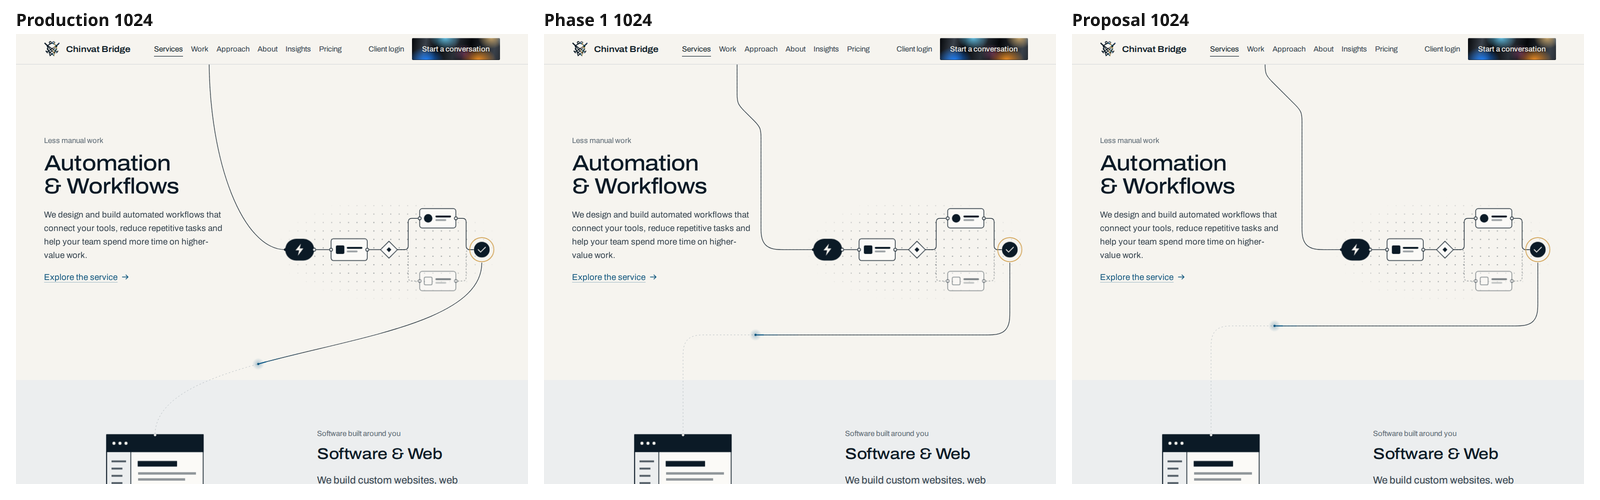 Production 1024
Chinvat Bridge Services Work Approach About Insights Pricing Client login Start a conversation
Less manual work
Automation
& Workflows
We design and build automated workflows that
connect your tools, reduce repetitive tasks and
help your team spend more time on higher-
value work.
Explore the service →
Software built around you
Software & Web
We build custom websites, web
Phase 1 1024
Chinvat Bridge Services Work Approach About Insights Pricing Client login Start a conversation
Less manual work
Automation
& Workflows
We design and build automated workflows that
connect your tools, reduce repetitive tasks and
help your team spend more time on higher-
value work.
Explore the service →
Software built around you
Software & Web
We build custom websites, web
Proposal 1024
Chinvat Bridge Services Work Approach About Insights Pricing Client login Start a conversation
Less manual work
Automation
& Workflows
We design and build automated workflows that
connect your tools, reduce repetitive tasks and
help your team spend more time on higher-
value work.
Explore the service →
Software built around you
Software & Web
We build custom websites, web